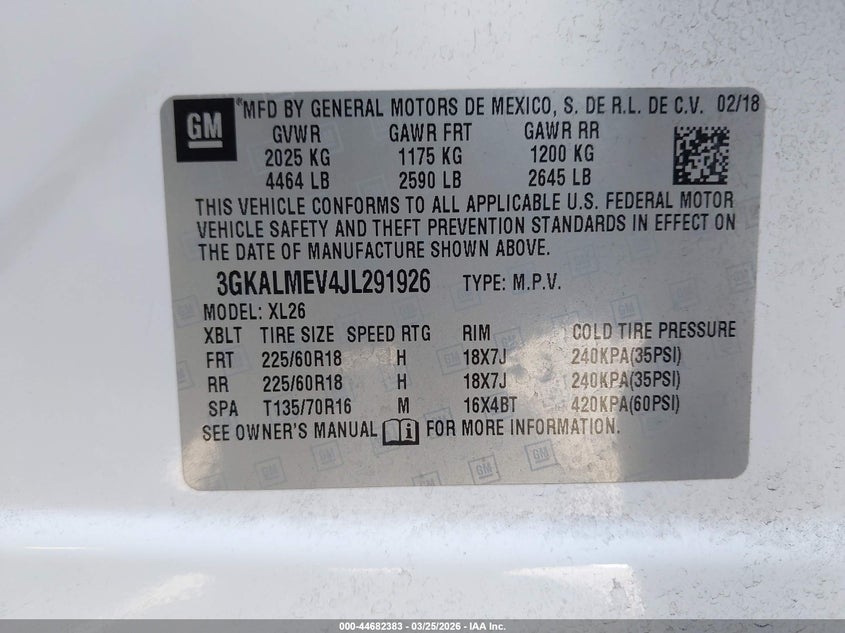 GM ®MFD BY GENERAL MOTORS DE MEXICO, S. DE R.L. DE C.V. 02/18
GVWR GAWR FRT GAWR RR
2025 KG 1175 KG 1200 KG
4464 LB 2590 LB 2645 LB
THIS VEHICLE CONFORMS TO ALL APPLICABLE U.S. FEDERAL MOTOR
VEHICLE SAFETY AND THEFT PREVENTION STANDARDS IN EFFECT ON
THE DATE OF MANUFACTURE SHOWN ABOVE.
3GKALMEV4JL291926 TYPE: M.P.V.
MODEL: XL26
XBLT TIRE SIZE SPEED RTG RIM COLD TIRE PRESSURE
FRT 225/60R18 H 18X7J 240KPA(35PSI)
RR 225/60R18 H 18X7J 240KPA(35PSI)
SPA T135/70R16 M 16X4BT 420KPA(60PSI)
SEE OWNER'S MANUAL FOR MORE INFORMATION.
000-44682383 - 03/25/2026 - IAA Inc.